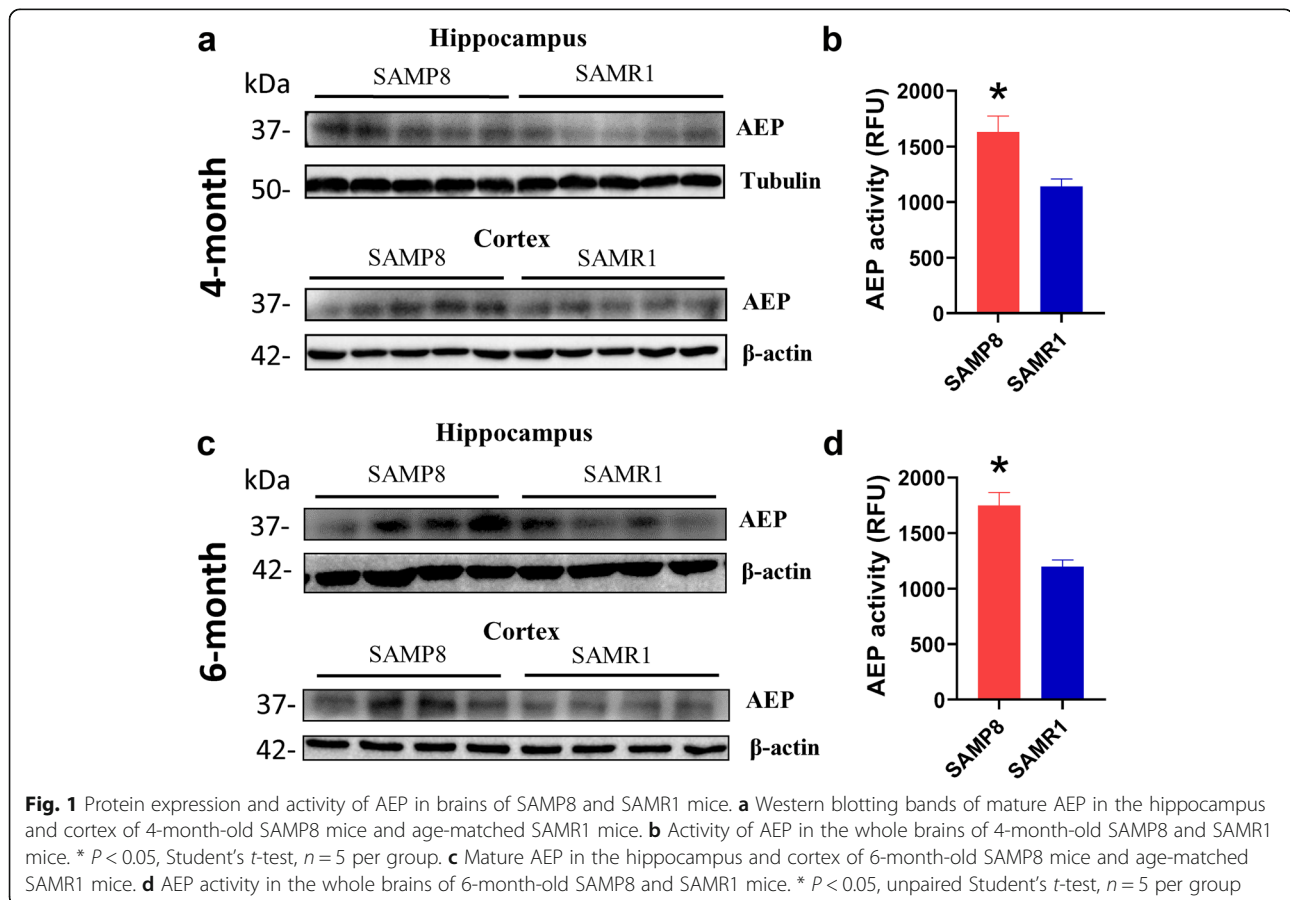 a
Hippocampus
kDa
SAMP8
SAMR1
37-
AEP
50-
Tubulin
4-month
Cortex
SAMP8
SAMR1
37-
AEP
42-
β-actin
b
AEP activity (RFU)
2000
1500
1000
500
0
*
SAMP8
SAMR1
c
Hippocampus
kDa
SAMP8
SAMR1
37-
AEP
42-
β-actin
6-month
Cortex
SAMP8
SAMR1
37-
AEP
42-
β-actin
d
AEP activity (RFU)
2000
1500
1000
500
0
*
SAMP8
SAMR1
Fig. 1 Protein expression and activity of AEP in brains of SAMP8 and SAMR1 mice. a Western blotting bands of mature AEP in the hippocampus
and cortex of 4-month-old SAMP8 mice and age-matched SAMR1 mice. b Activity of AEP in the whole brains of 4-month-old SAMP8 and SAMR1
mice. * P < 0.05, Student's t-test, n = 5 per group. c Mature AEP in the hippocampus and cortex of 6-month-old SAMP8 mice and age-matched
SAMR1 mice. d AEP activity in the whole brains of 6-month-old SAMP8 and SAMR1 mice. * P < 0.05, unpaired Student's t-test, n = 5 per group